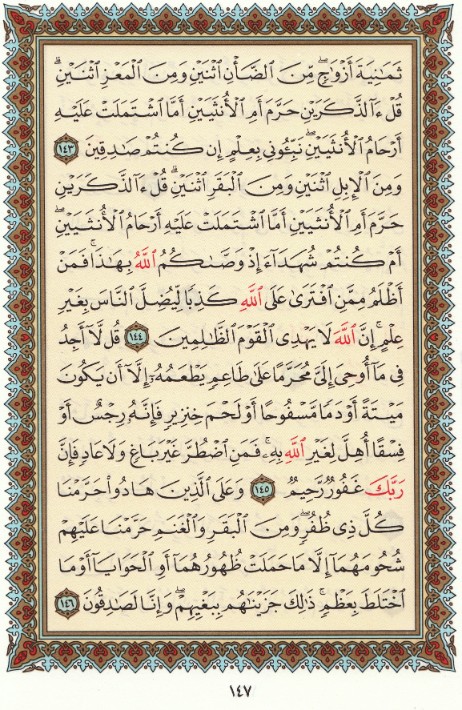 ثَمَٰنِيَةَ أَزْوَٰجٍۖ مِّنَ ٱلضَّأْنِ ٱثْنَيْنِ وَمِنَ ٱلْمَعْزِ ٱثْنَيْنِۗ
قُلْ ءَآلذَّكَرَيْنِ حَرَّمَ أَمِ ٱلْأُنثَيَيْنِ أَمَّا ٱشْتَمَلَتْ عَلَيْهِ
أَرْحَامُ ٱلْأُنثَيَيْنِۖ نَبِّـُٔونِى بِعِلْمٍ إِن كُنتُمْ صَٰدِقِينَ ١٤٣
وَمِنَ ٱلْإِبِلِ ٱثْنَيْنِ وَمِنَ ٱلْبَقَرِ ٱثْنَيْنِۗ قُلْ ءَآلذَّكَرَيْنِ
حَرَّمَ أَمِ ٱلْأُنثَيَيْنِ أَمَّا ٱشْتَمَلَتْ عَلَيْهِ أَرْحَامُ ٱلْأُنثَيَيْنِۖ
أَمْ كُنتُمْ شُهَدَآءَ إِذْ وَصَّىٰكُمُ ٱللَّهُ بِهَٰذَاۚ فَمَنْ
أَظْلَمُ مِمَّنِ ٱفْتَرَىٰ عَلَى ٱللَّهِ كَذِبًا لِّيُضِلَّ ٱلنَّاسَ بِغَيْرِ
عِلْمٍۗ إِنَّ ٱللَّهَ لَا يَهْدِى ٱلْقَوْمَ ٱلظَّٰلِمِينَ ١٤٤ قُل لَّآ أَجِدُ
فِى مَآ أُوحِىَ إِلَىَّ مُحَرَّمًا عَلَىٰ طَاعِمٍ يَطْعَمُهُۥٓ إِلَّآ أَن يَكُونَ
مَيْتَةً أَوْ دَمًا مَّسْفُوحًا أَوْ لَحْمَ خِنزِيرٍ فَإِنَّهُۥ رِجْسٌ أَوْ
فِسْقًا أُهِلَّ لِغَيْرِ ٱللَّهِ بِهِۦۚ فَمَنِ ٱضْطُرَّ غَيْرَ بَاغٍ وَلَا عَادٍ فَإِنَّ
رَبَّكَ غَفُورٌ رَّحِيمٌ ١٤٥ وَعَلَى ٱلَّذِينَ هَادُوا۟ حَرَّمْنَا
كُلَّ ذِى ظُفُرٍۖ وَمِنَ ٱلْبَقَرِ وَٱلْغَنَمِ حَرَّمْنَا عَلَيْهِمْ
شُحُومَهُمَآ إِلَّا مَا حَمَلَتْ ظُهُورُهُمَآ أَوِ ٱلْحَوَايَآ أَوْ مَا
ٱخْتَلَطَ بِعَظْمٍۚ ذَٰلِكَ جَزَيْنَٰهُم بِبَغْيِهِمْۖ وَإِنَّا لَصَٰدِقُونَ ١٤٦
١٤٧